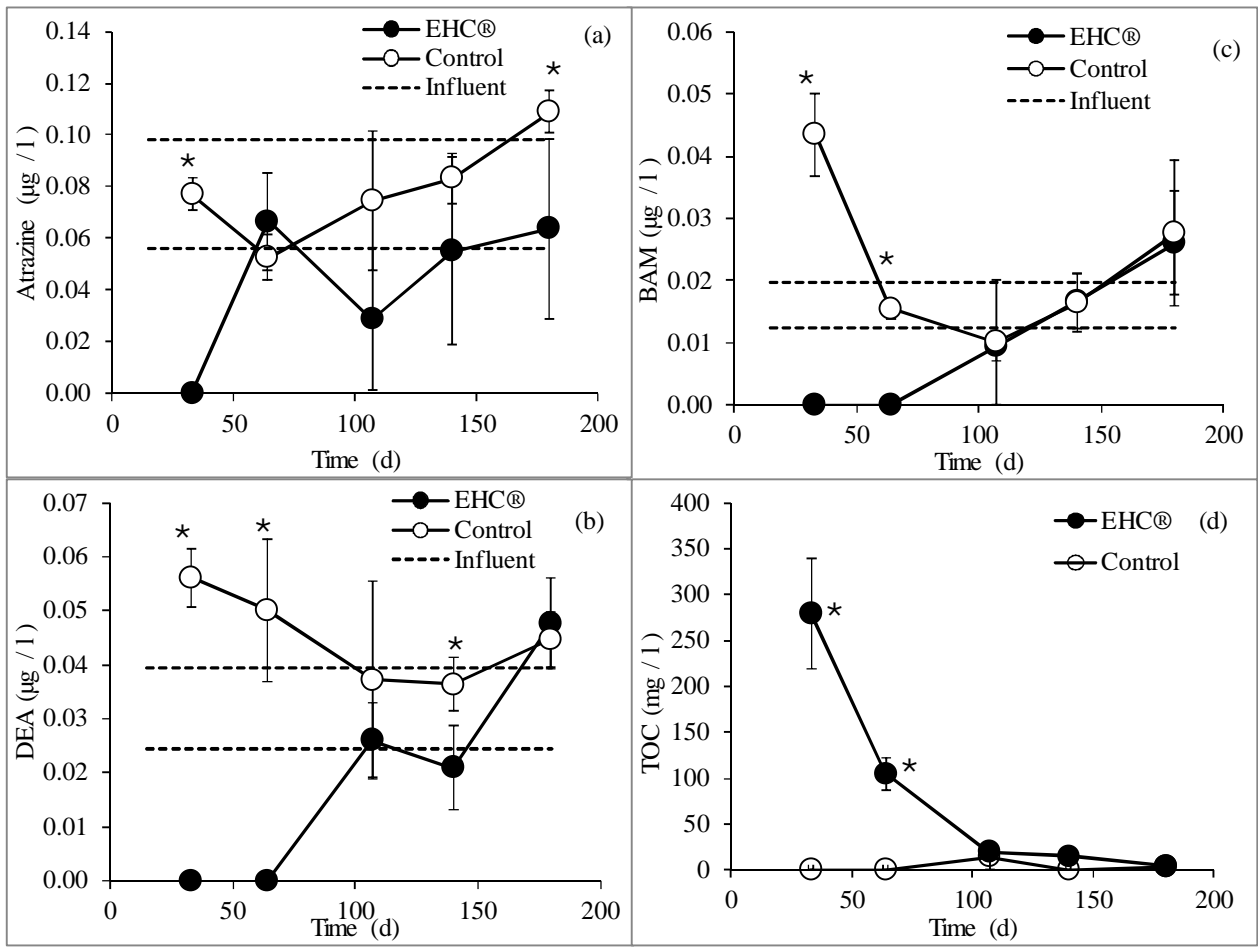 EHC®
Control
Influent
(a)
*
*
0.14
0.12
0.10
0.08
0.06
0.04
0.02
0.00
Atrazine (µg / l)
0
50
100
150
200
Time (d)
EHC®
Control
Influent
(c)
*
*
0.06
0.05
0.04
0.03
0.02
0.01
0.00
BAM (µg / l)
0
50
100
150
200
Time (d)
EHC®
Control
Influent
(b)
*
*
*
0.07
0.06
0.05
0.04
0.03
0.02
0.01
0.00
DEA (µg / l)
0
50
100
150
200
Time (d)
EHC®
Control
(d)
*
*
400
350
300
250
200
150
100
50
0
TOC (mg / l)
0
50
100
150
200
Time (d)